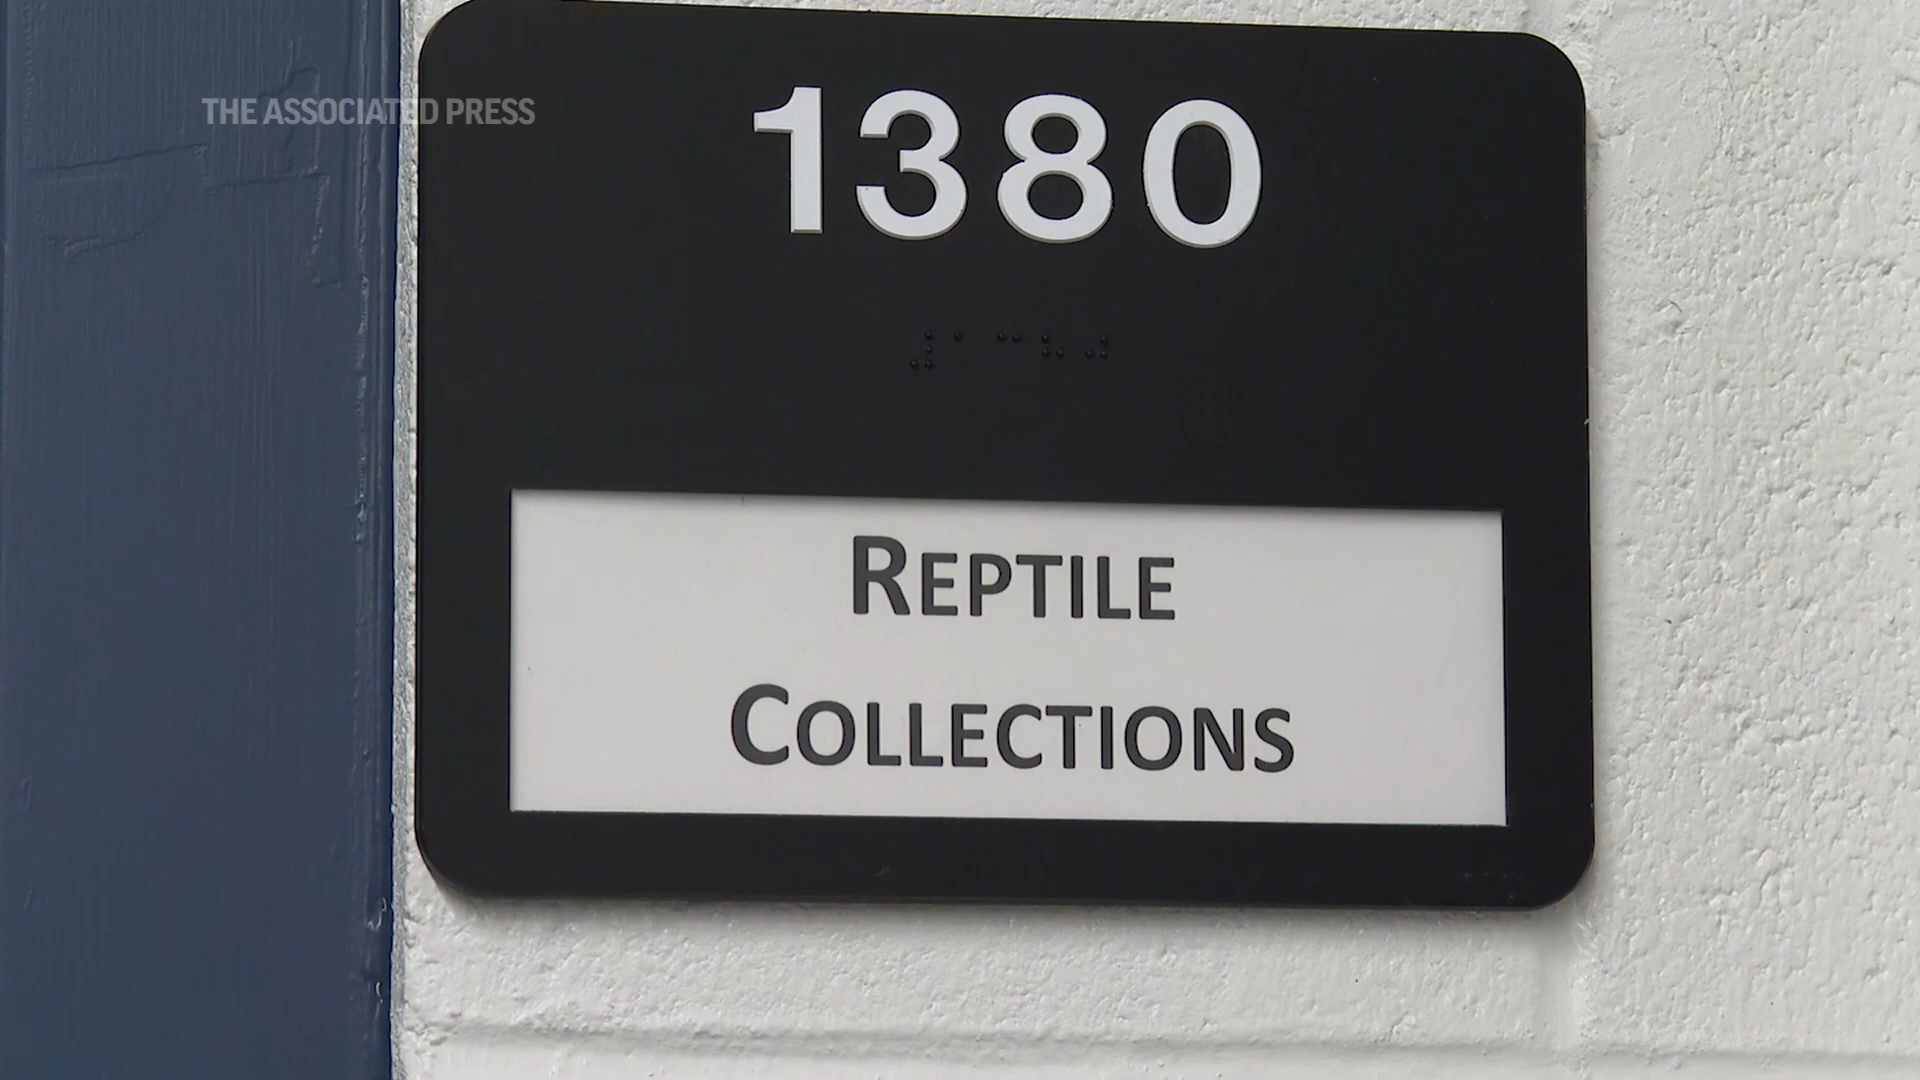 THE ASSOCIATED PRESS
1380
⠼⠁⠉⠓⠚
REPTILE
COLLECTIONS